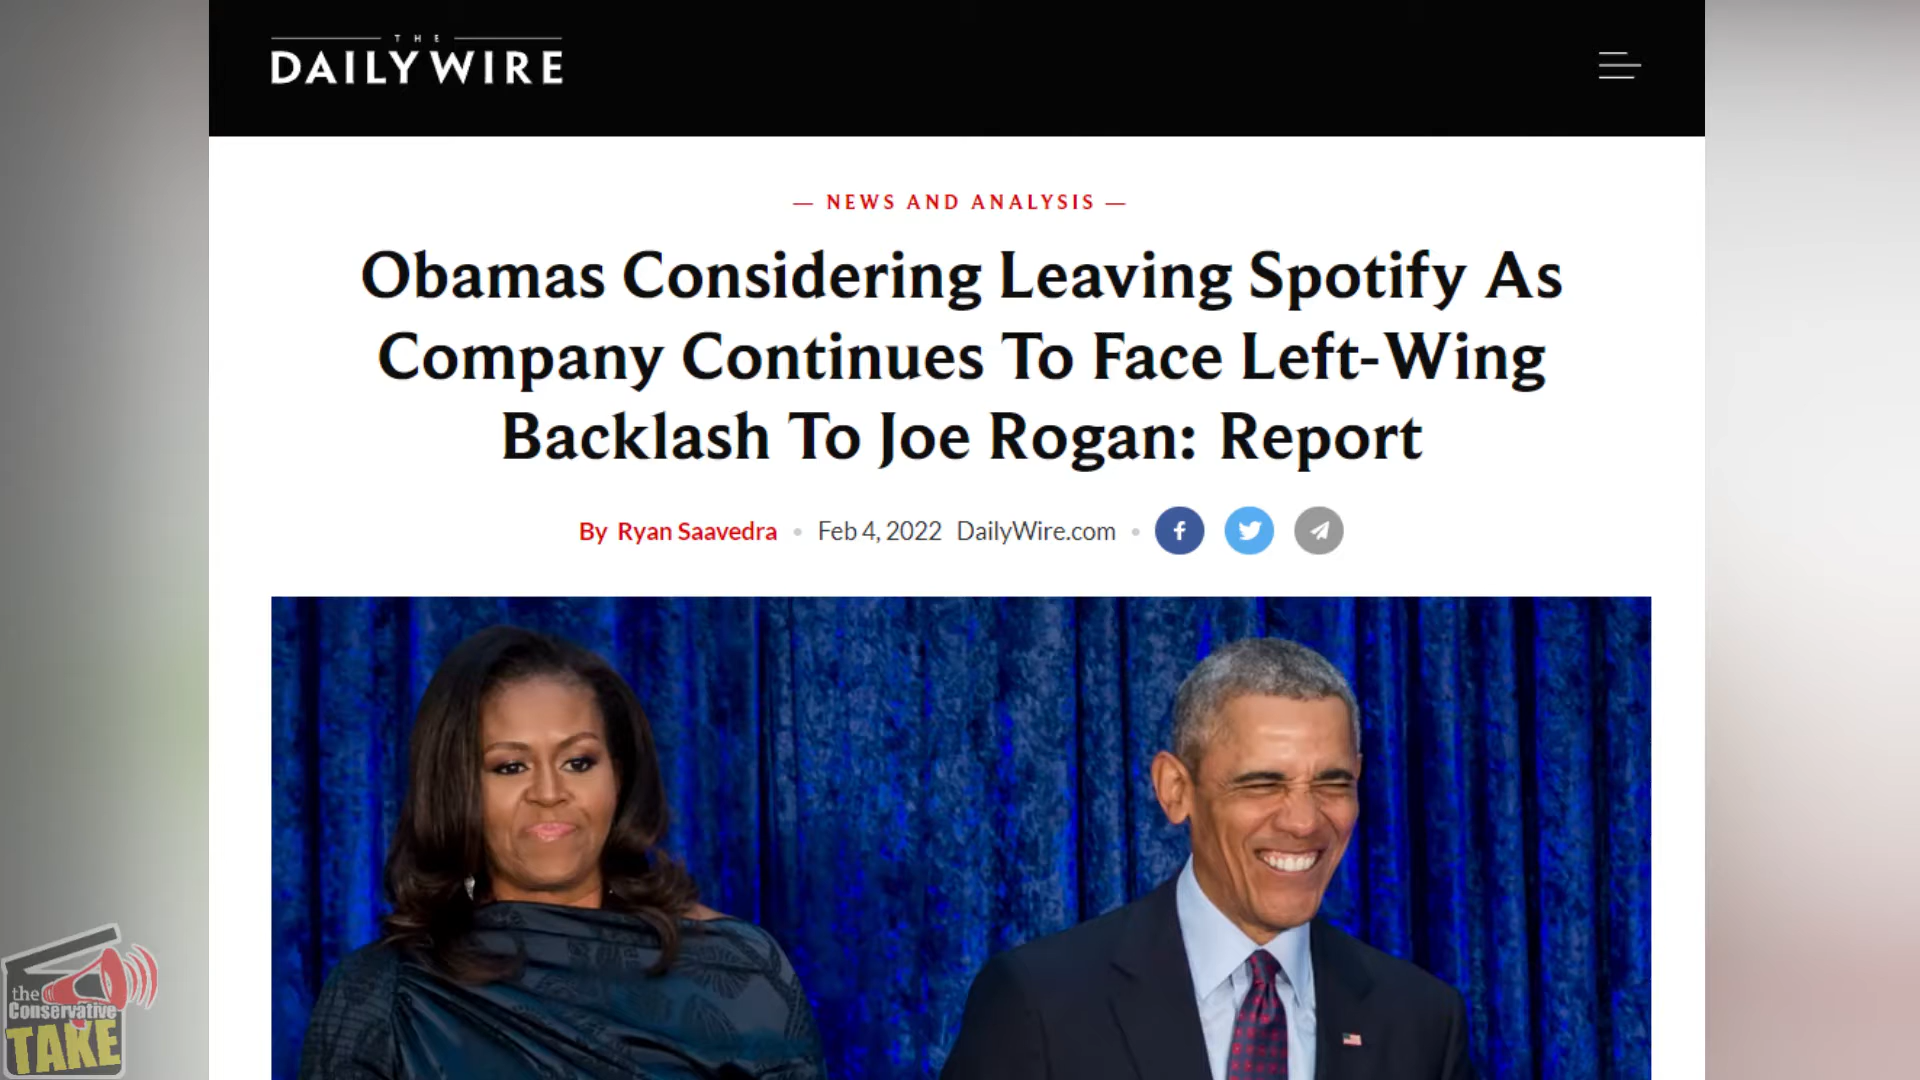 THE
DAILY WIRE
— NEWS AND ANALYSIS —
Obamas Considering Leaving Spotify As
Company Continues To Face Left-Wing
Backlash To Joe Rogan: Report
By Ryan Saavedra • Feb 4, 2022 DailyWire.com •
the
Conservative
TAKE